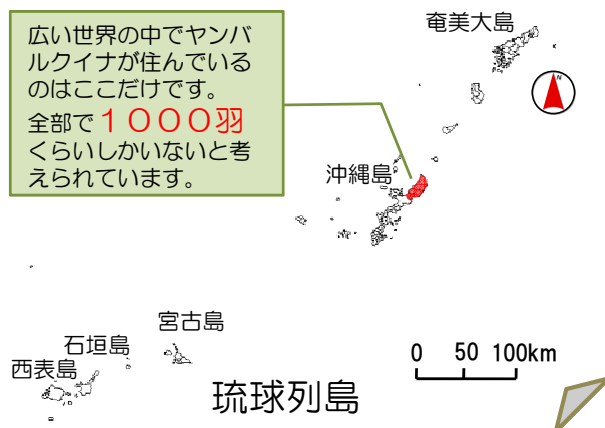 広い世界の中でヤンバ
ルクイナが住んでいる
のはここだけです。
全部で１０００羽
くらいしかいないと考
えられています。
奄美大島
N
沖縄島
宮古島
石垣島
西表島
0 50 100km
琉球列島